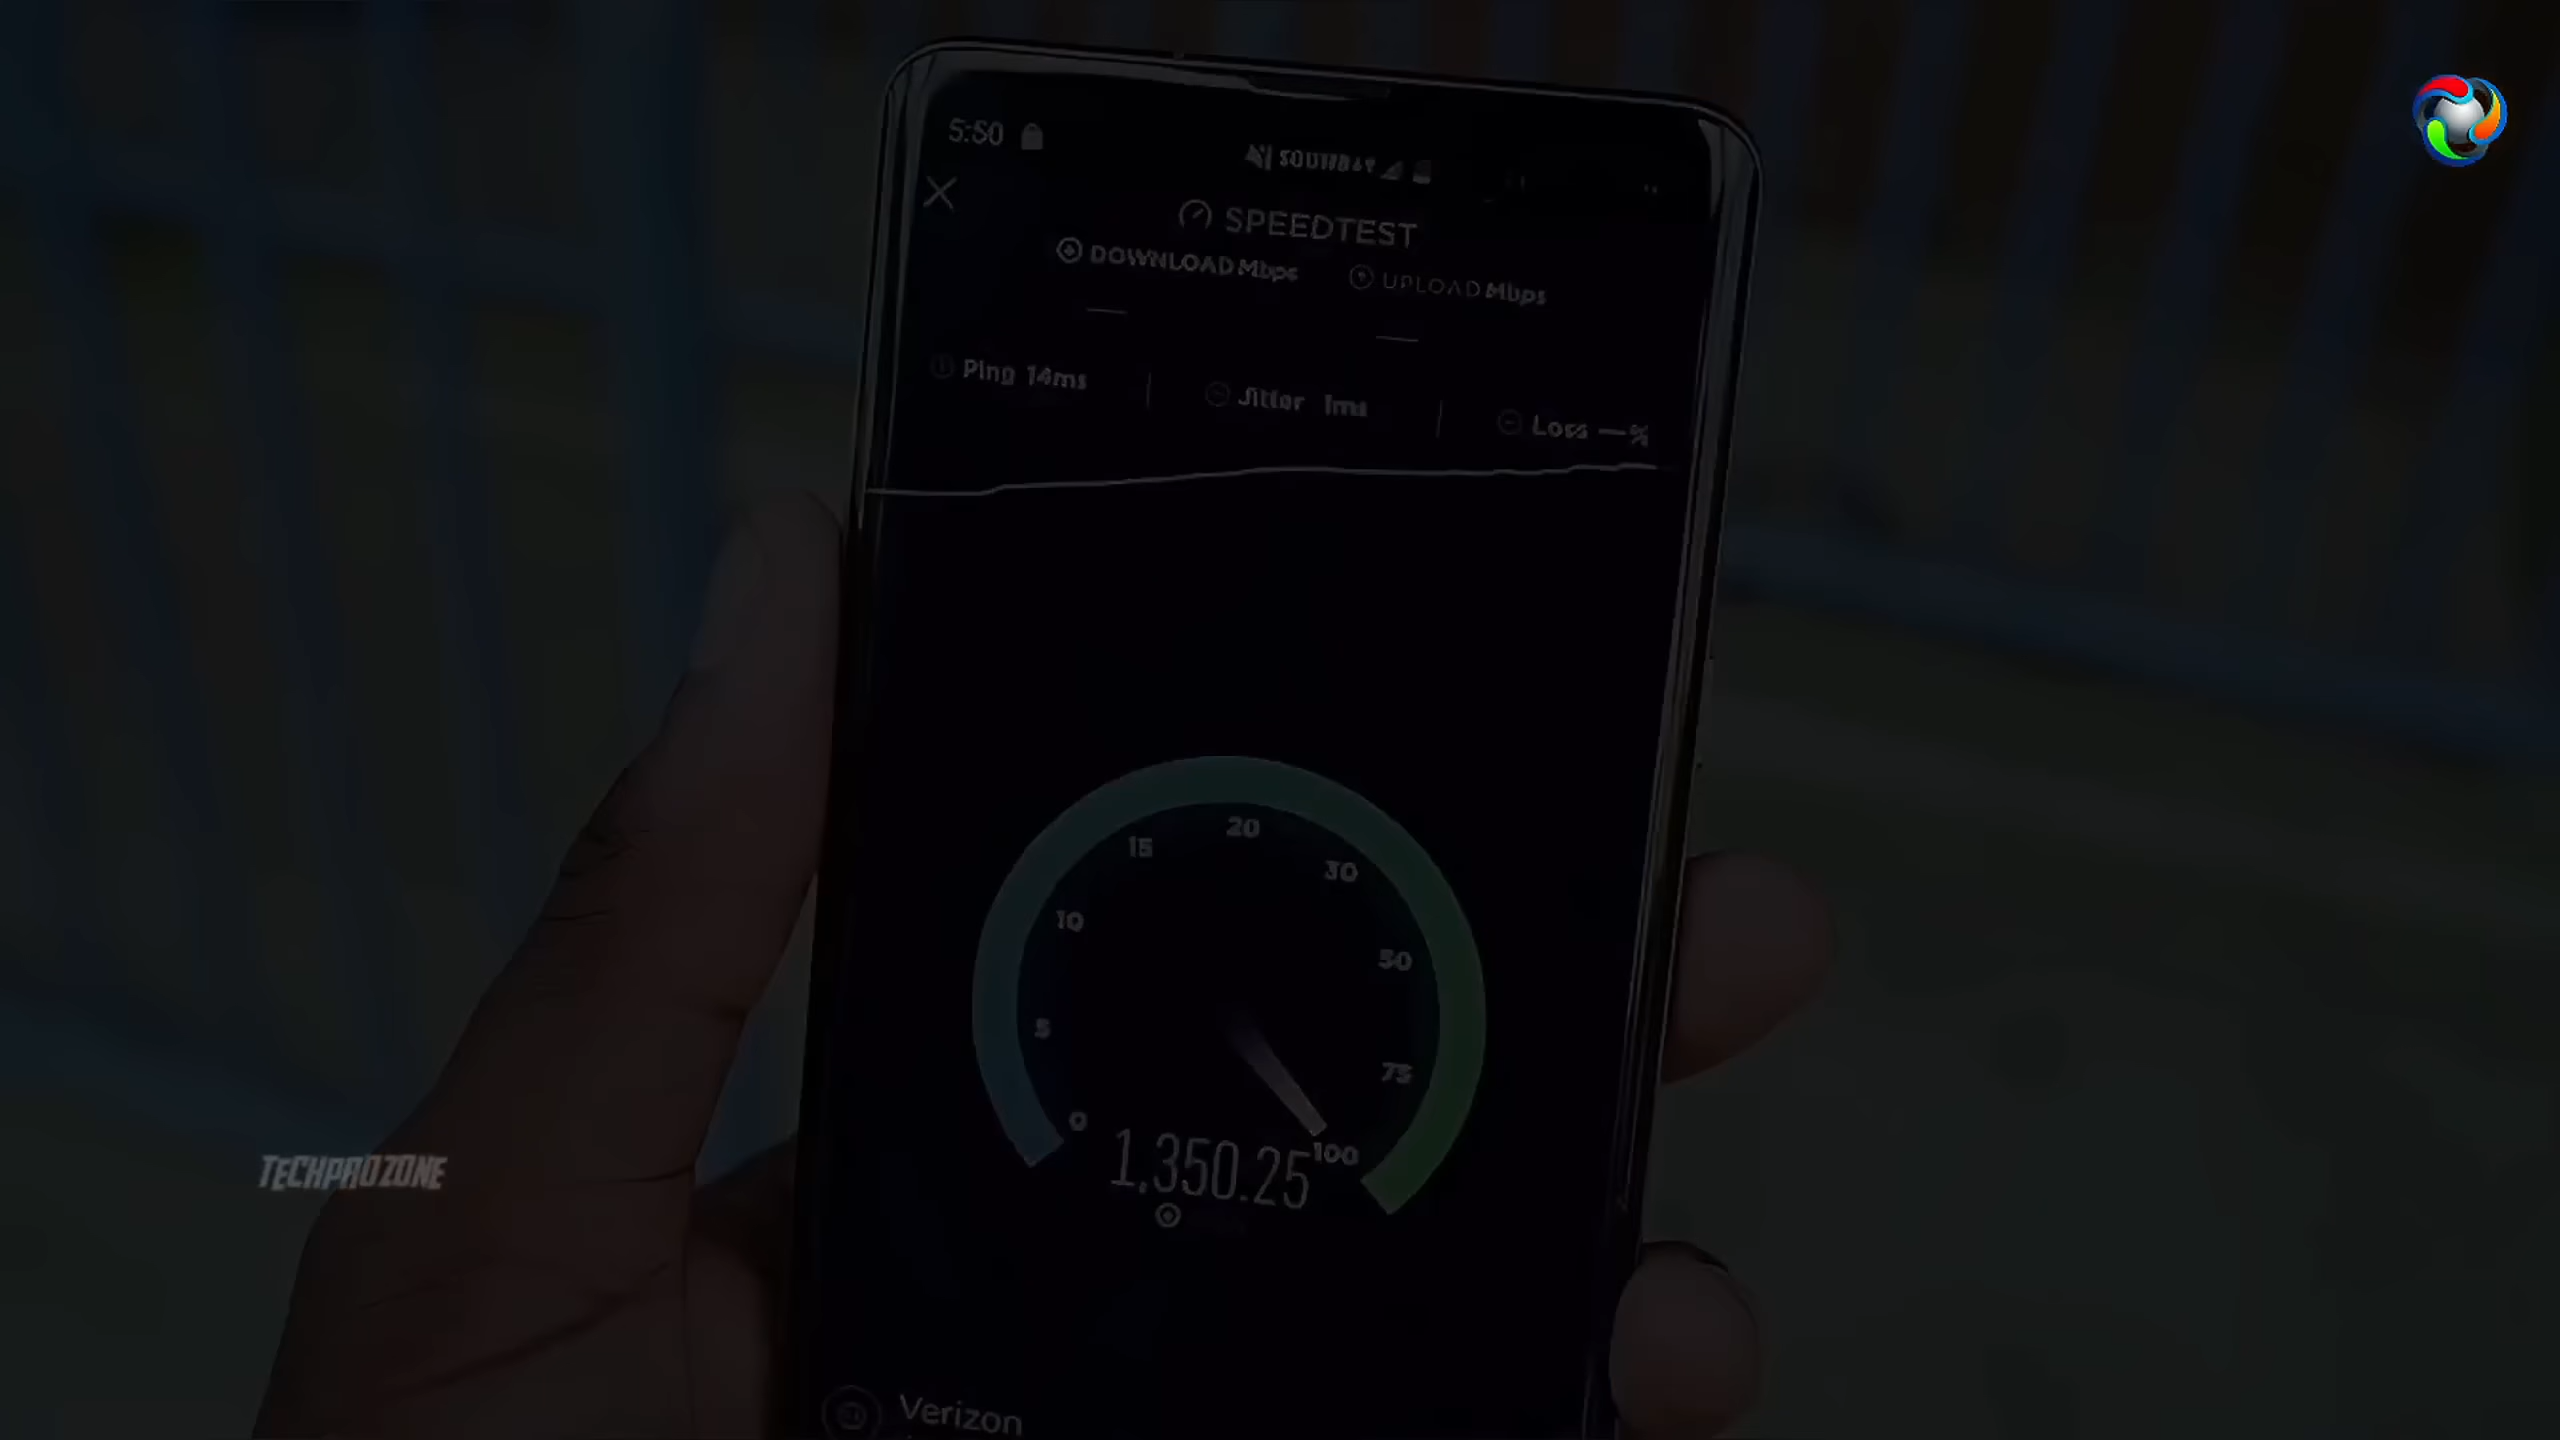 5:50
SPEEDTEST
DOWNLOAD Mbps
UPLOAD Mbps
Ping 14ms
Jitter 1ms
Loss —%
20
15
30
10
50
5
75
0
100
1,350.25
TECHPROZONE
Verizon